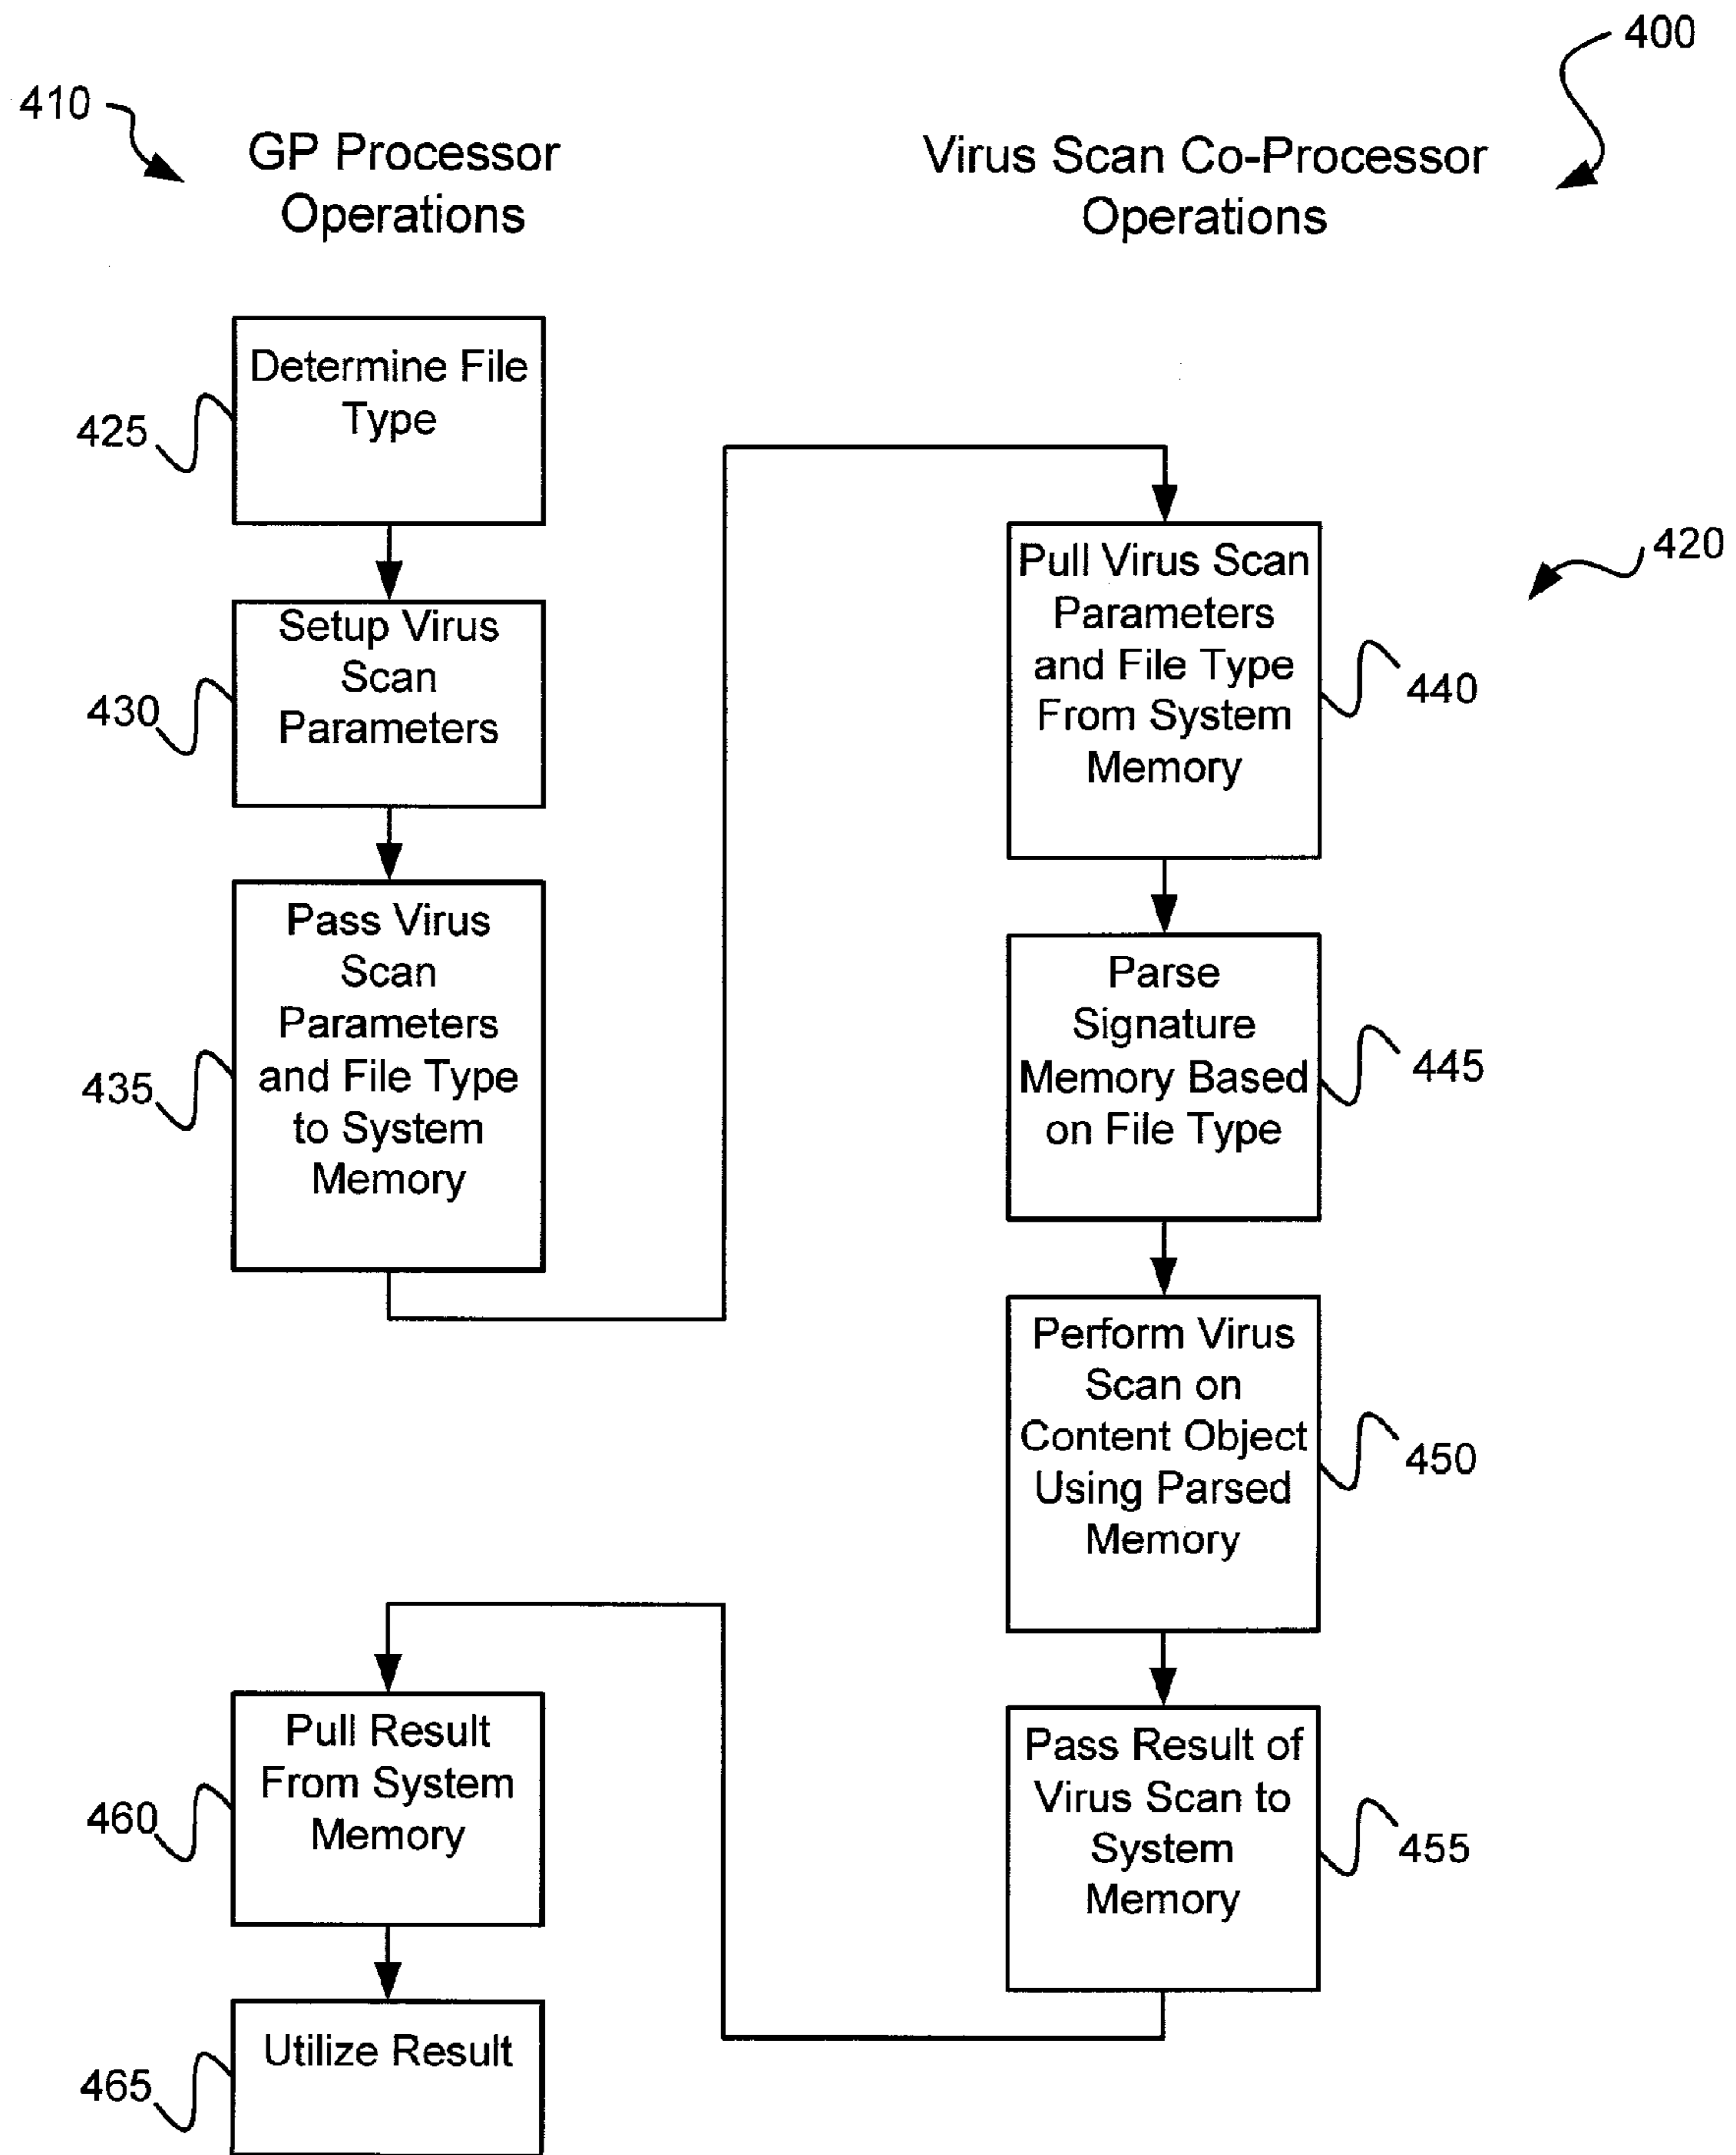 400
410
GP Processor
Operations
Virus Scan Co-Processor
Operations
Determine File
Type
425
Setup Virus
Scan
Parameters
430
Pass Virus
Scan
Parameters
and File Type
to System
Memory
435
420
Pull Virus Scan
Parameters
and File Type
From System
Memory
440
Parse
Signature
Memory Based
on File Type
445
Perform Virus
Scan on
Content Object
Using Parsed
Memory
450
Pass Result of
Virus Scan to
System
Memory
455
Pull Result
From System
Memory
460
Utilize Result
465